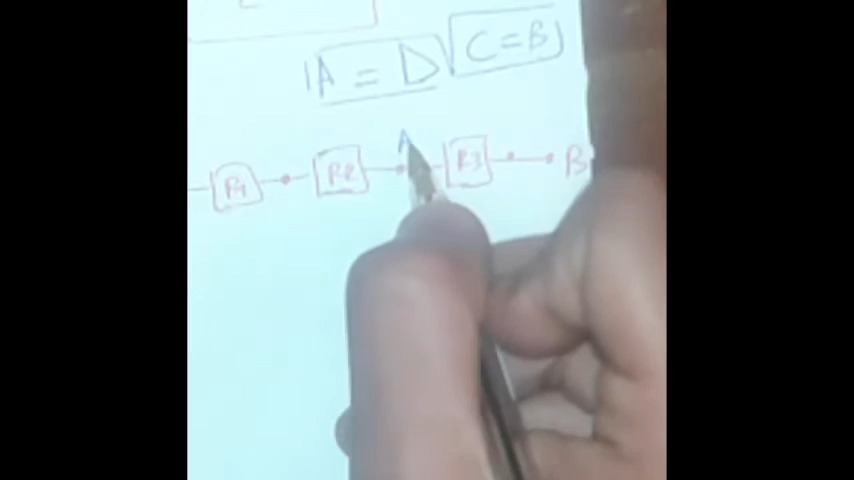 A = D C = B
R1 R2 A R3 B